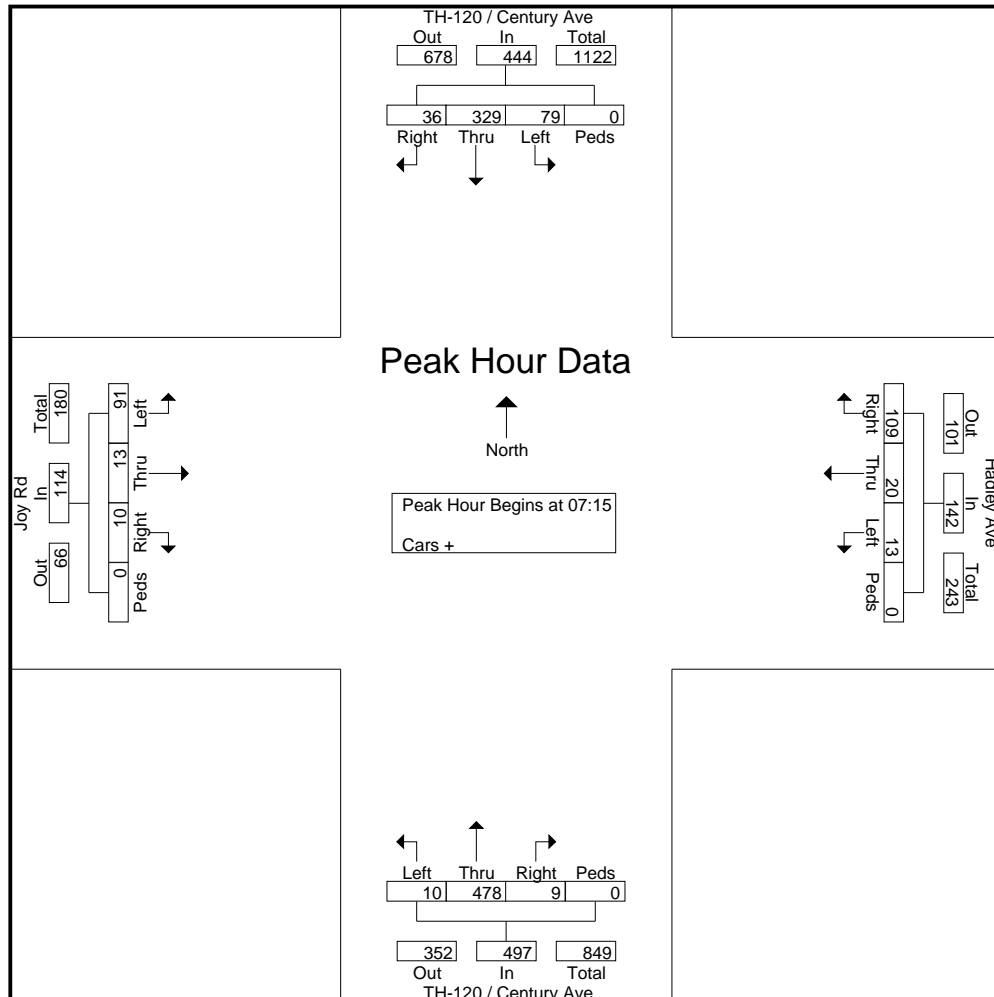 TH-120 / Century Ave
Out In Total
678 444 1122
36 329 79 0
Right Thru Left Peds
Peak Hour Data
North
Peak Hour Begins at 07:15
Cars +
Joy Rd
Out In Total
66 114 180
0 10 13 91
Peds Right Thru Left
Hadley Ave
Out In Total
101 142 243
109 20 13 0
Right Thru Left Peds
Left Thru Right Peds
10 478 9 0
352 497 849
Out In Total
TH-120 / Century Ave